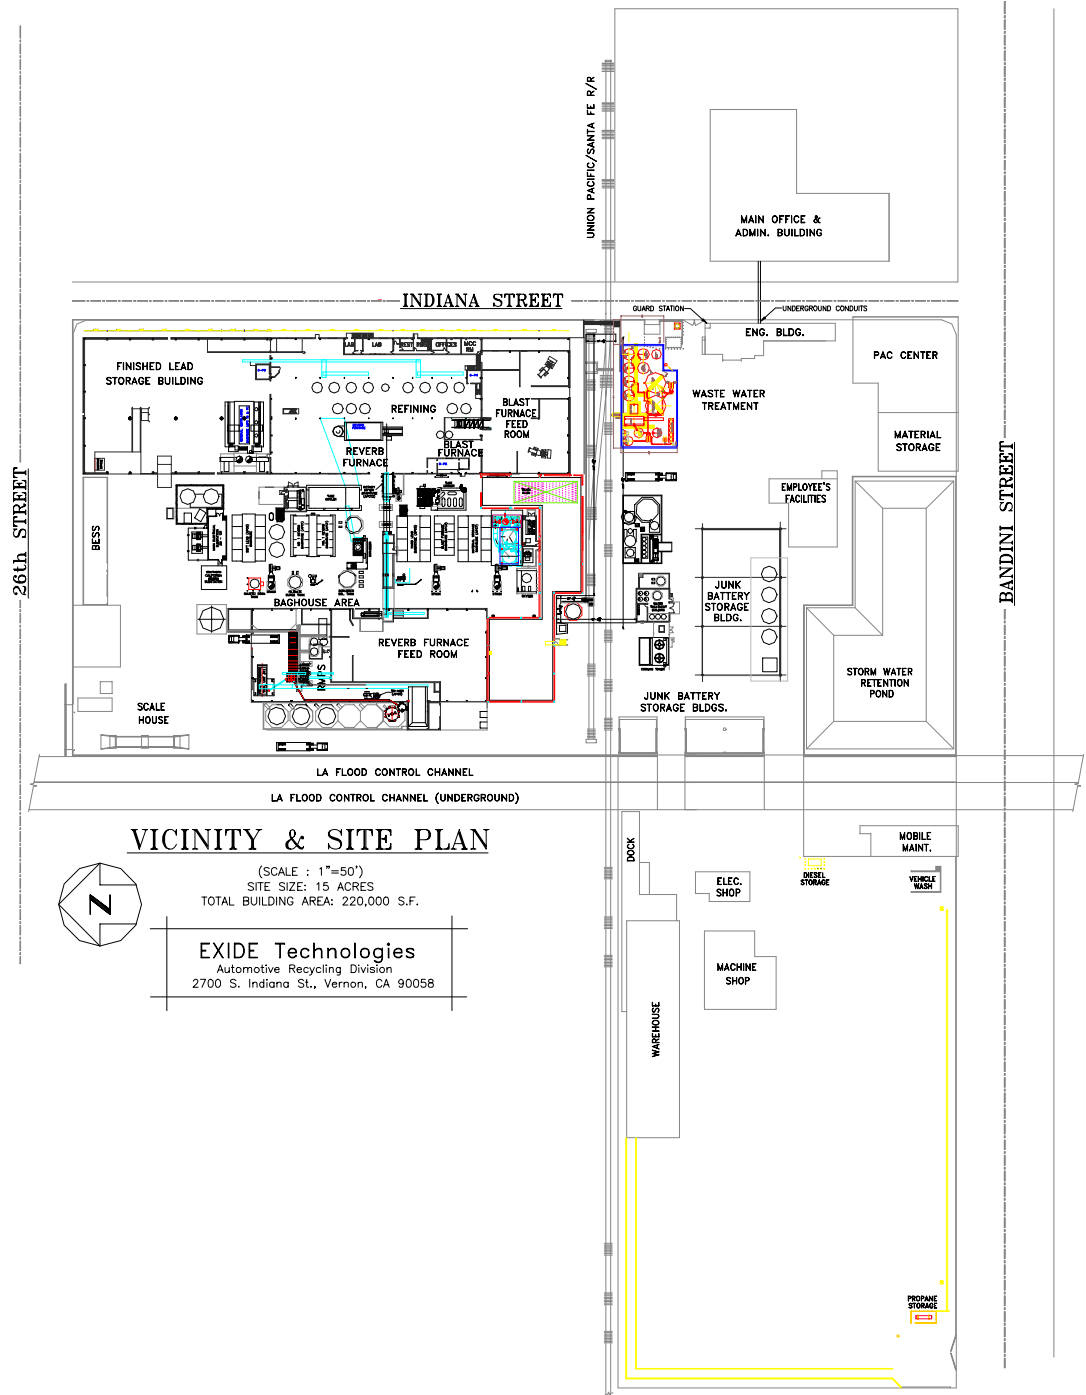 UNION PACIFIC/SANTA FE R/R
MAIN OFFICE &
ADMIN. BUILDING
INDIANA STREET
GUARD STATION
UNDERGROUND CONDUITS
ENG. BLDG.
PAC CENTER
FINISHED LEAD
STORAGE BUILDING
LAB
REST
OFFICES
MCC
RM
REFINING
BLAST
FURNACE
FEED
ROOM
WASTE WATER
TREATMENT
MATERIAL
STORAGE
REVERB
FURNACE
BLAST
FURNACE
26th STREET
BESS
EMPLOYEE'S
FACILITIES
BANDINI STREET
JUNK
BATTERY
STORAGE
BLDG.
BAGHOUSE AREA
REVERB FURNACE
FEED ROOM
RMPS
STORM WATER
RETENTION
POND
JUNK BATTERY
STORAGE BLDGS.
SCALE
HOUSE
LA FLOOD CONTROL CHANNEL
LA FLOOD CONTROL CHANNEL (UNDERGROUND)
VICINITY & SITE PLAN
(SCALE : 1"=50')
SITE SIZE: 15 ACRES
TOTAL BUILDING AREA: 220,000 S.F.
N
EXIDE Technologies
Automotive Recycling Division
2700 S. Indiana St., Vernon, CA 90058
DOCK
MOBILE
MAINT.
DIESEL
STORAGE
ELEC.
SHOP
VEHICLE
WASH
MACHINE
SHOP
WAREHOUSE
PROPANE
STORAGE